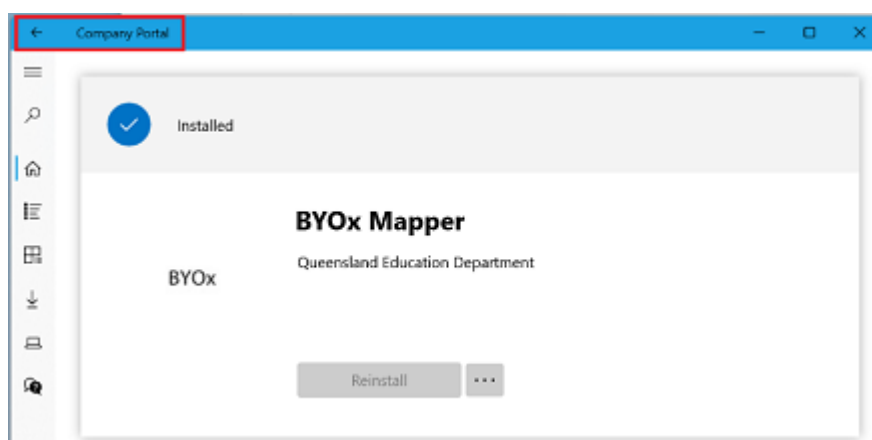 Company Portal
Installed
BYOx Mapper
Queensland Education Department
BYOx
Reinstall